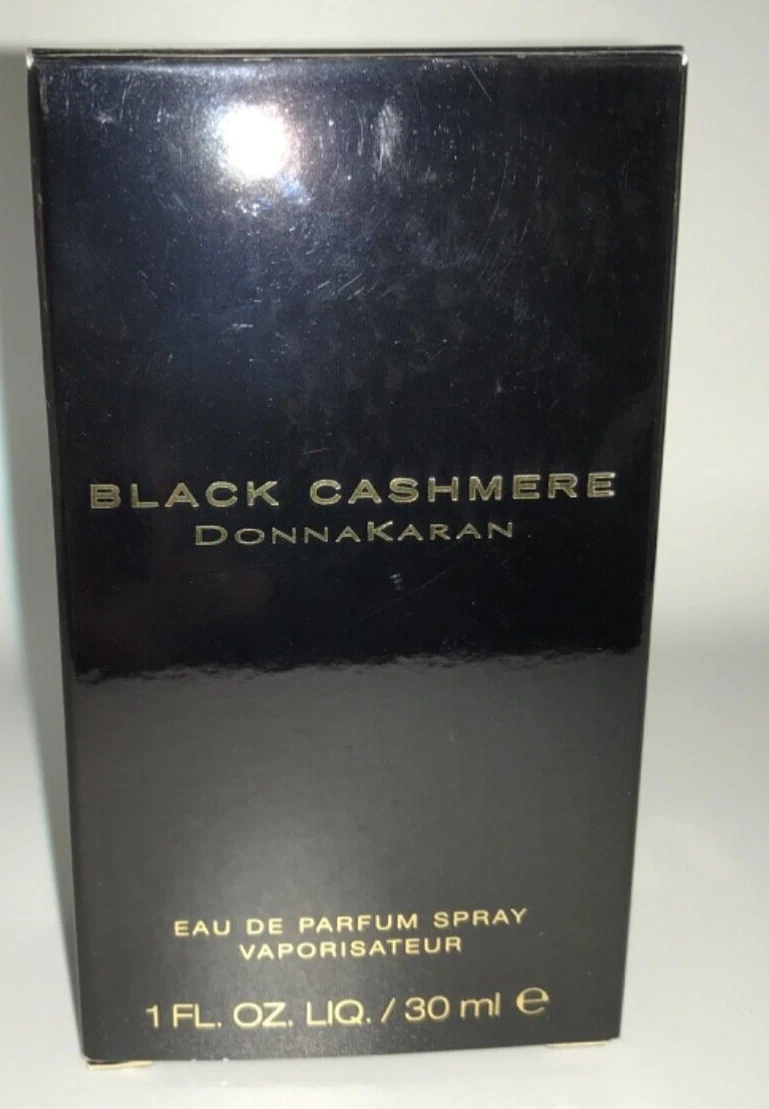 BLACK CASHMERE
DONNAKARAN
EAU DE PARFUM SPRAY
VAPORISATEUR
1 FL. OZ. LIQ. / 30 ml ℮